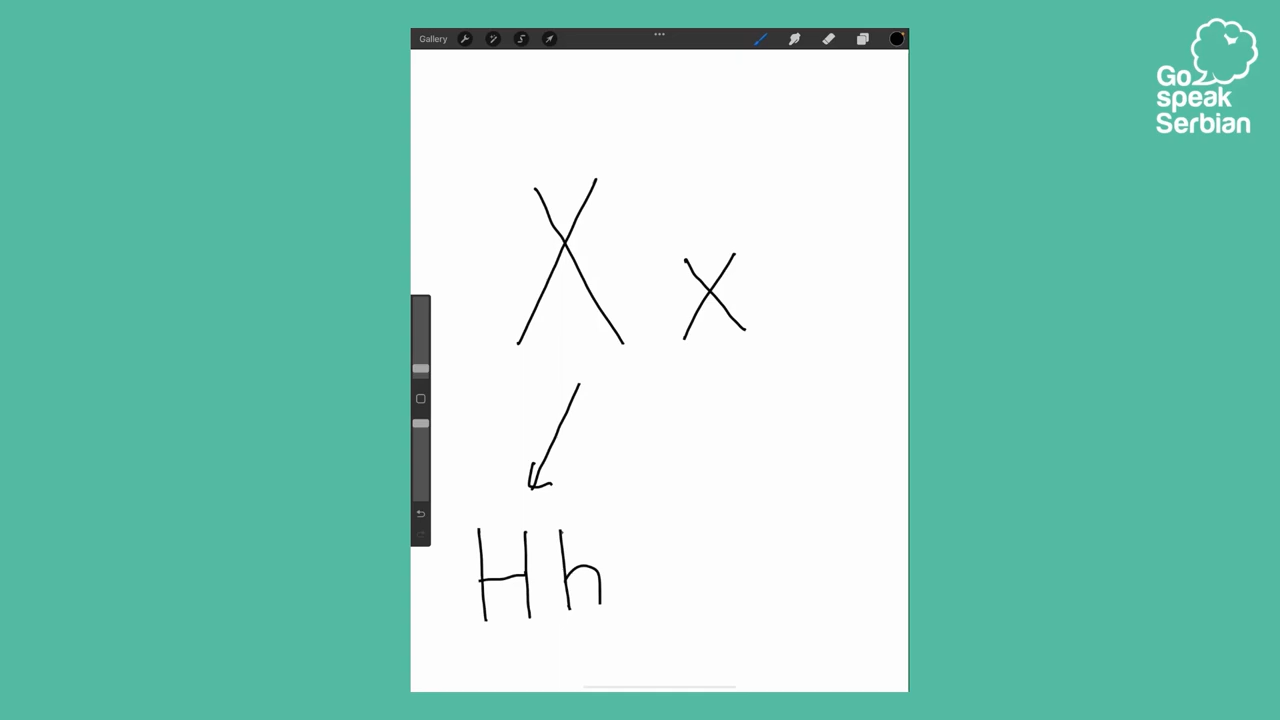 Gallery
Go
speak
Serbian
Х х
H h